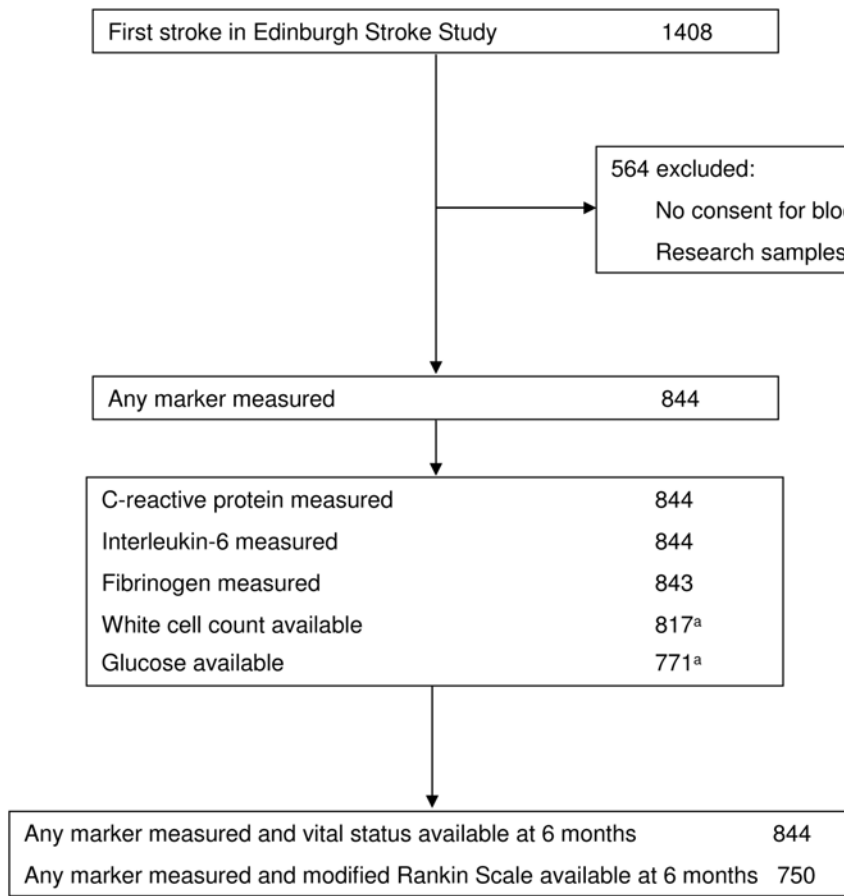 First stroke in Edinburgh Stroke Study 1408
564 excluded:
No consent for
Research samples
Any marker measured 844
C-reactive protein measured 844
Interleukin-6 measured 844
Fibrinogen measured 843
White cell count available 817ᵃ
Glucose available 771ᵃ
Any marker measured and vital status available at 6 months 844
Any marker measured and modified Rankin Scale available at 6 months 750